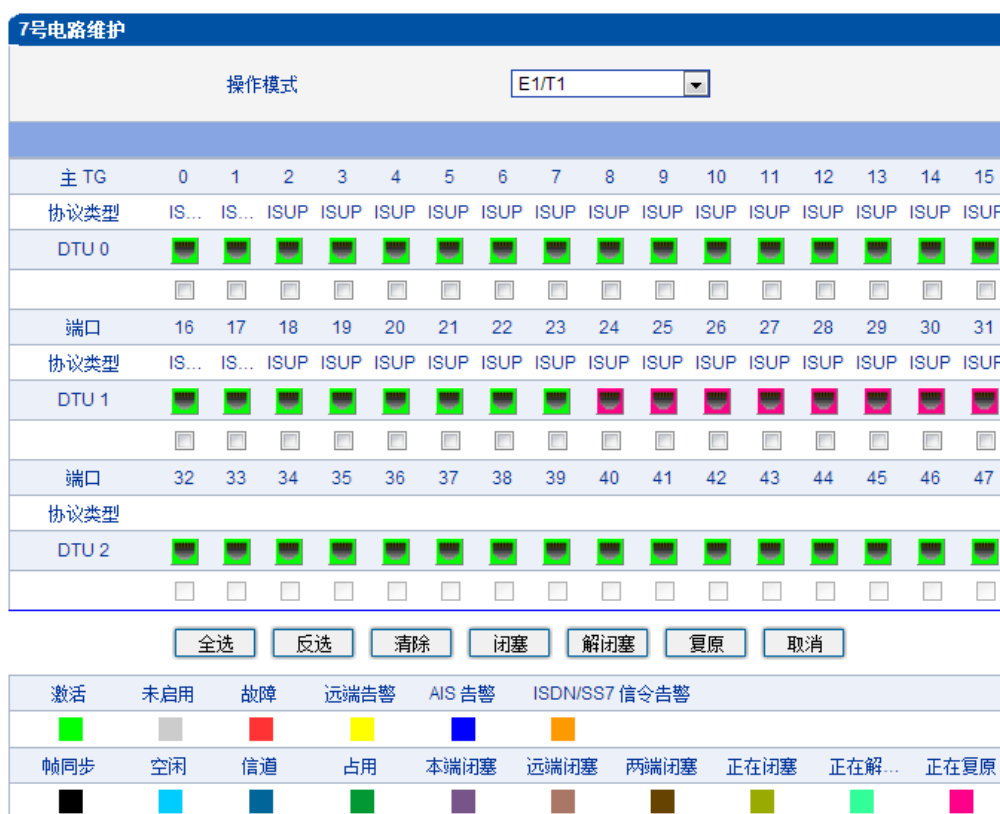 7号电路维护
操作模式 E1/T1
主 TG 0 1 2 3 4 5 6 7 8 9 10 11 12 13 14 15
协议类型 IS... IS... ISUP ISUP ISUP ISUP ISUP ISUP ISUP ISUP ISUP ISUP ISUP ISUP ISUP ISUP
DTU 0
端口 16 17 18 19 20 21 22 23 24 25 26 27 28 29 30 31
协议类型 IS... IS... ISUP ISUP ISUP ISUP ISUP ISUP ISUP ISUP ISUP ISUP ISUP ISUP ISUP ISUP
DTU 1
端口 32 33 34 35 36 37 38 39 40 41 42 43 44 45 46 47
协议类型
DTU 2
全选 反选 清除 闭塞 解闭塞 复原 取消
激活 未启用 故障 远端告警 AIS 告警 ISDN/SS7 信令告警
帧同步 空闲 信道 占用 本端闭塞 远端闭塞 两端闭塞 正在闭塞 正在解... 正在复原